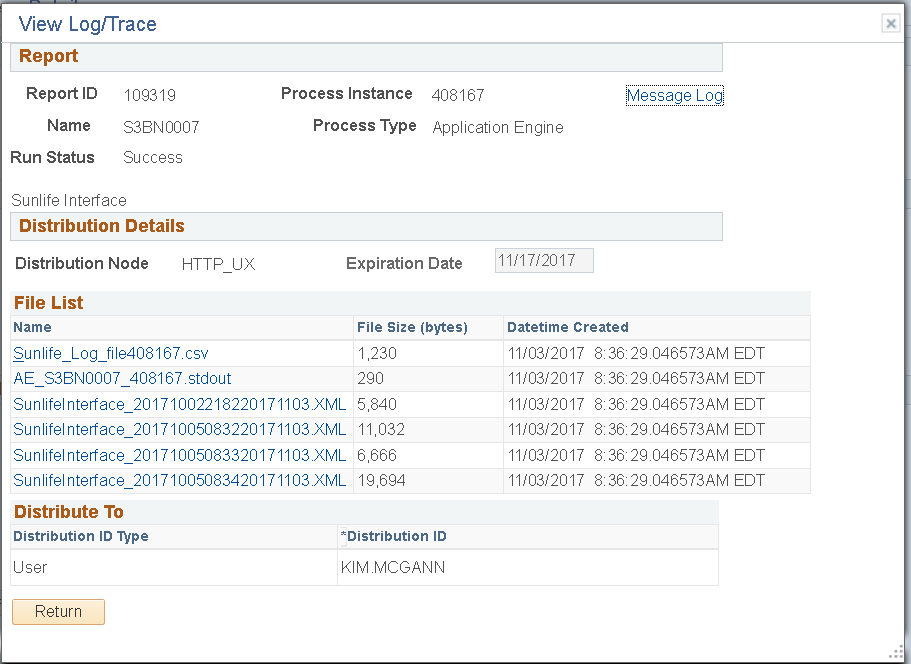 View Log/Trace
Report
Report ID 109319 Process Instance 408167 Message Log
Name S3BN0007 Process Type Application Engine
Run Status Success
Sunlife Interface
Distribution Details
Distribution Node HTTP_UX Expiration Date 11/17/2017
File List
Name File Size (bytes) Datetime Created
Sunlife_Log_file408167.csv 1,230 11/03/2017 8:36:29.046573AM EDT
AE_S3BN0007_408167.stdout 290 11/03/2017 8:36:29.046573AM EDT
SunlifeInterface_20171002218220171103.XML 5,840 11/03/2017 8:36:29.046573AM EDT
SunlifeInterface_20171005083220171103.XML 11,032 11/03/2017 8:36:29.046573AM EDT
SunlifeInterface_20171005083320171103.XML 6,666 11/03/2017 8:36:29.046573AM EDT
SunlifeInterface_20171005083420171103.XML 19,694 11/03/2017 8:36:29.046573AM EDT
Distribute To
Distribution ID Type *Distribution ID
User KIM.MCGANN
Return